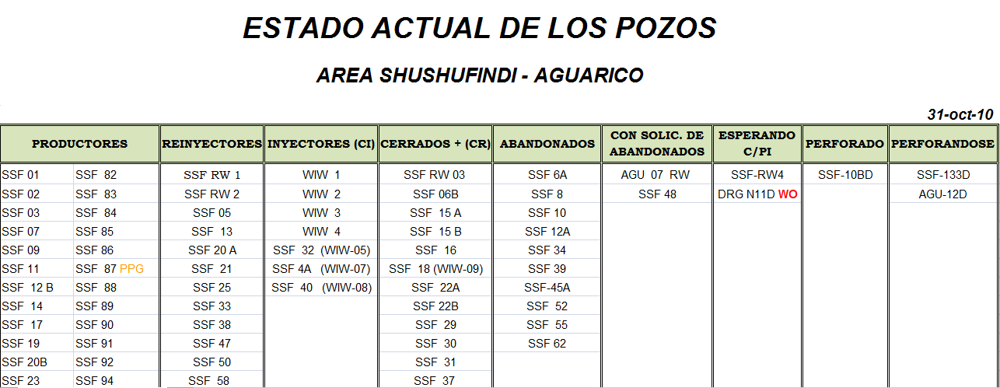 ESTADO ACTUAL DE LOS POZOS
AREA SHUSHUFINDI - AGUARICO
31-oct-10
PRODUCTORES REINYECTORES INYECTORES (CI) CERRADOS + (CR) ABANDONADOS CON SOLIC. DE ABANDONADOS ESPERANDO C/PI PERFORADO PERFORANDOSE
SSF 01 SSF 82 SSF RW 1 WIW 1 SSF RW 03 SSF 6A AGU 07 RW SSF-RW4 SSF-10BD SSF-133D
SSF 02 SSF 83 SSF RW 2 WIW 2 SSF 06B SSF 8 SSF 48 DRG N11D WO AGU-12D
SSF 03 SSF 84 SSF 05 WIW 3 SSF 15 A SSF 10
SSF 07 SSF 85 SSF 13 WIW 4 SSF 15 B SSF 12A
SSF 09 SSF 86 SSF 20 A SSF 32 (WIW-05) SSF 16 SSF 34
SSF 11 SSF 87 PPG SSF 21 SSF 4A (WIW-07) SSF 18 (WIW-09) SSF 39
SSF 12 B SSF 88 SSF 25 SSF 40 (WIW-08) SSF 22A SSF-45A
SSF 14 SSF 89 SSF 33 SSF 22B SSF 52
SSF 17 SSF 90 SSF 38 SSF 29 SSF 55
SSF 19 SSF 91 SSF 47 SSF 30 SSF 62
SSF 20B SSF 92 SSF 50 SSF 31
SSF 23 SSF 94 SSF 58 SSF 37